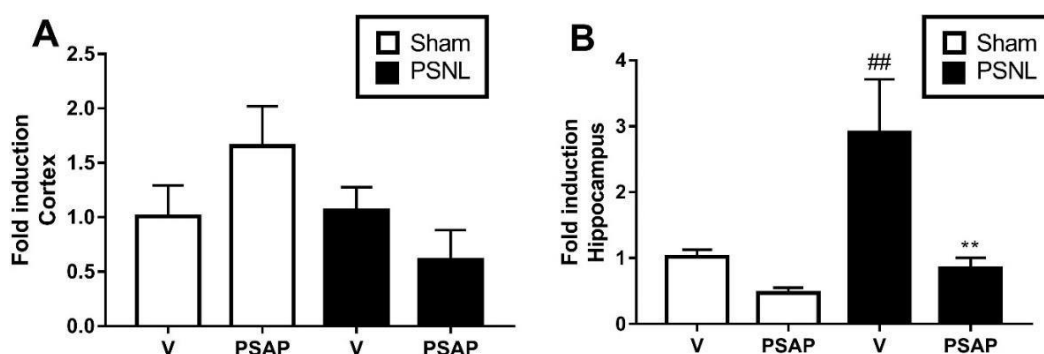 A
Sham
PSNL
Fold induction
Cortex
2.5
2.0
1.5
1.0
0.5
0.0
V PSAP V PSAP
B
Sham
PSNL
Fold induction
Hippocampus
4
3
2
1
0
##
**
V PSAP V PSAP